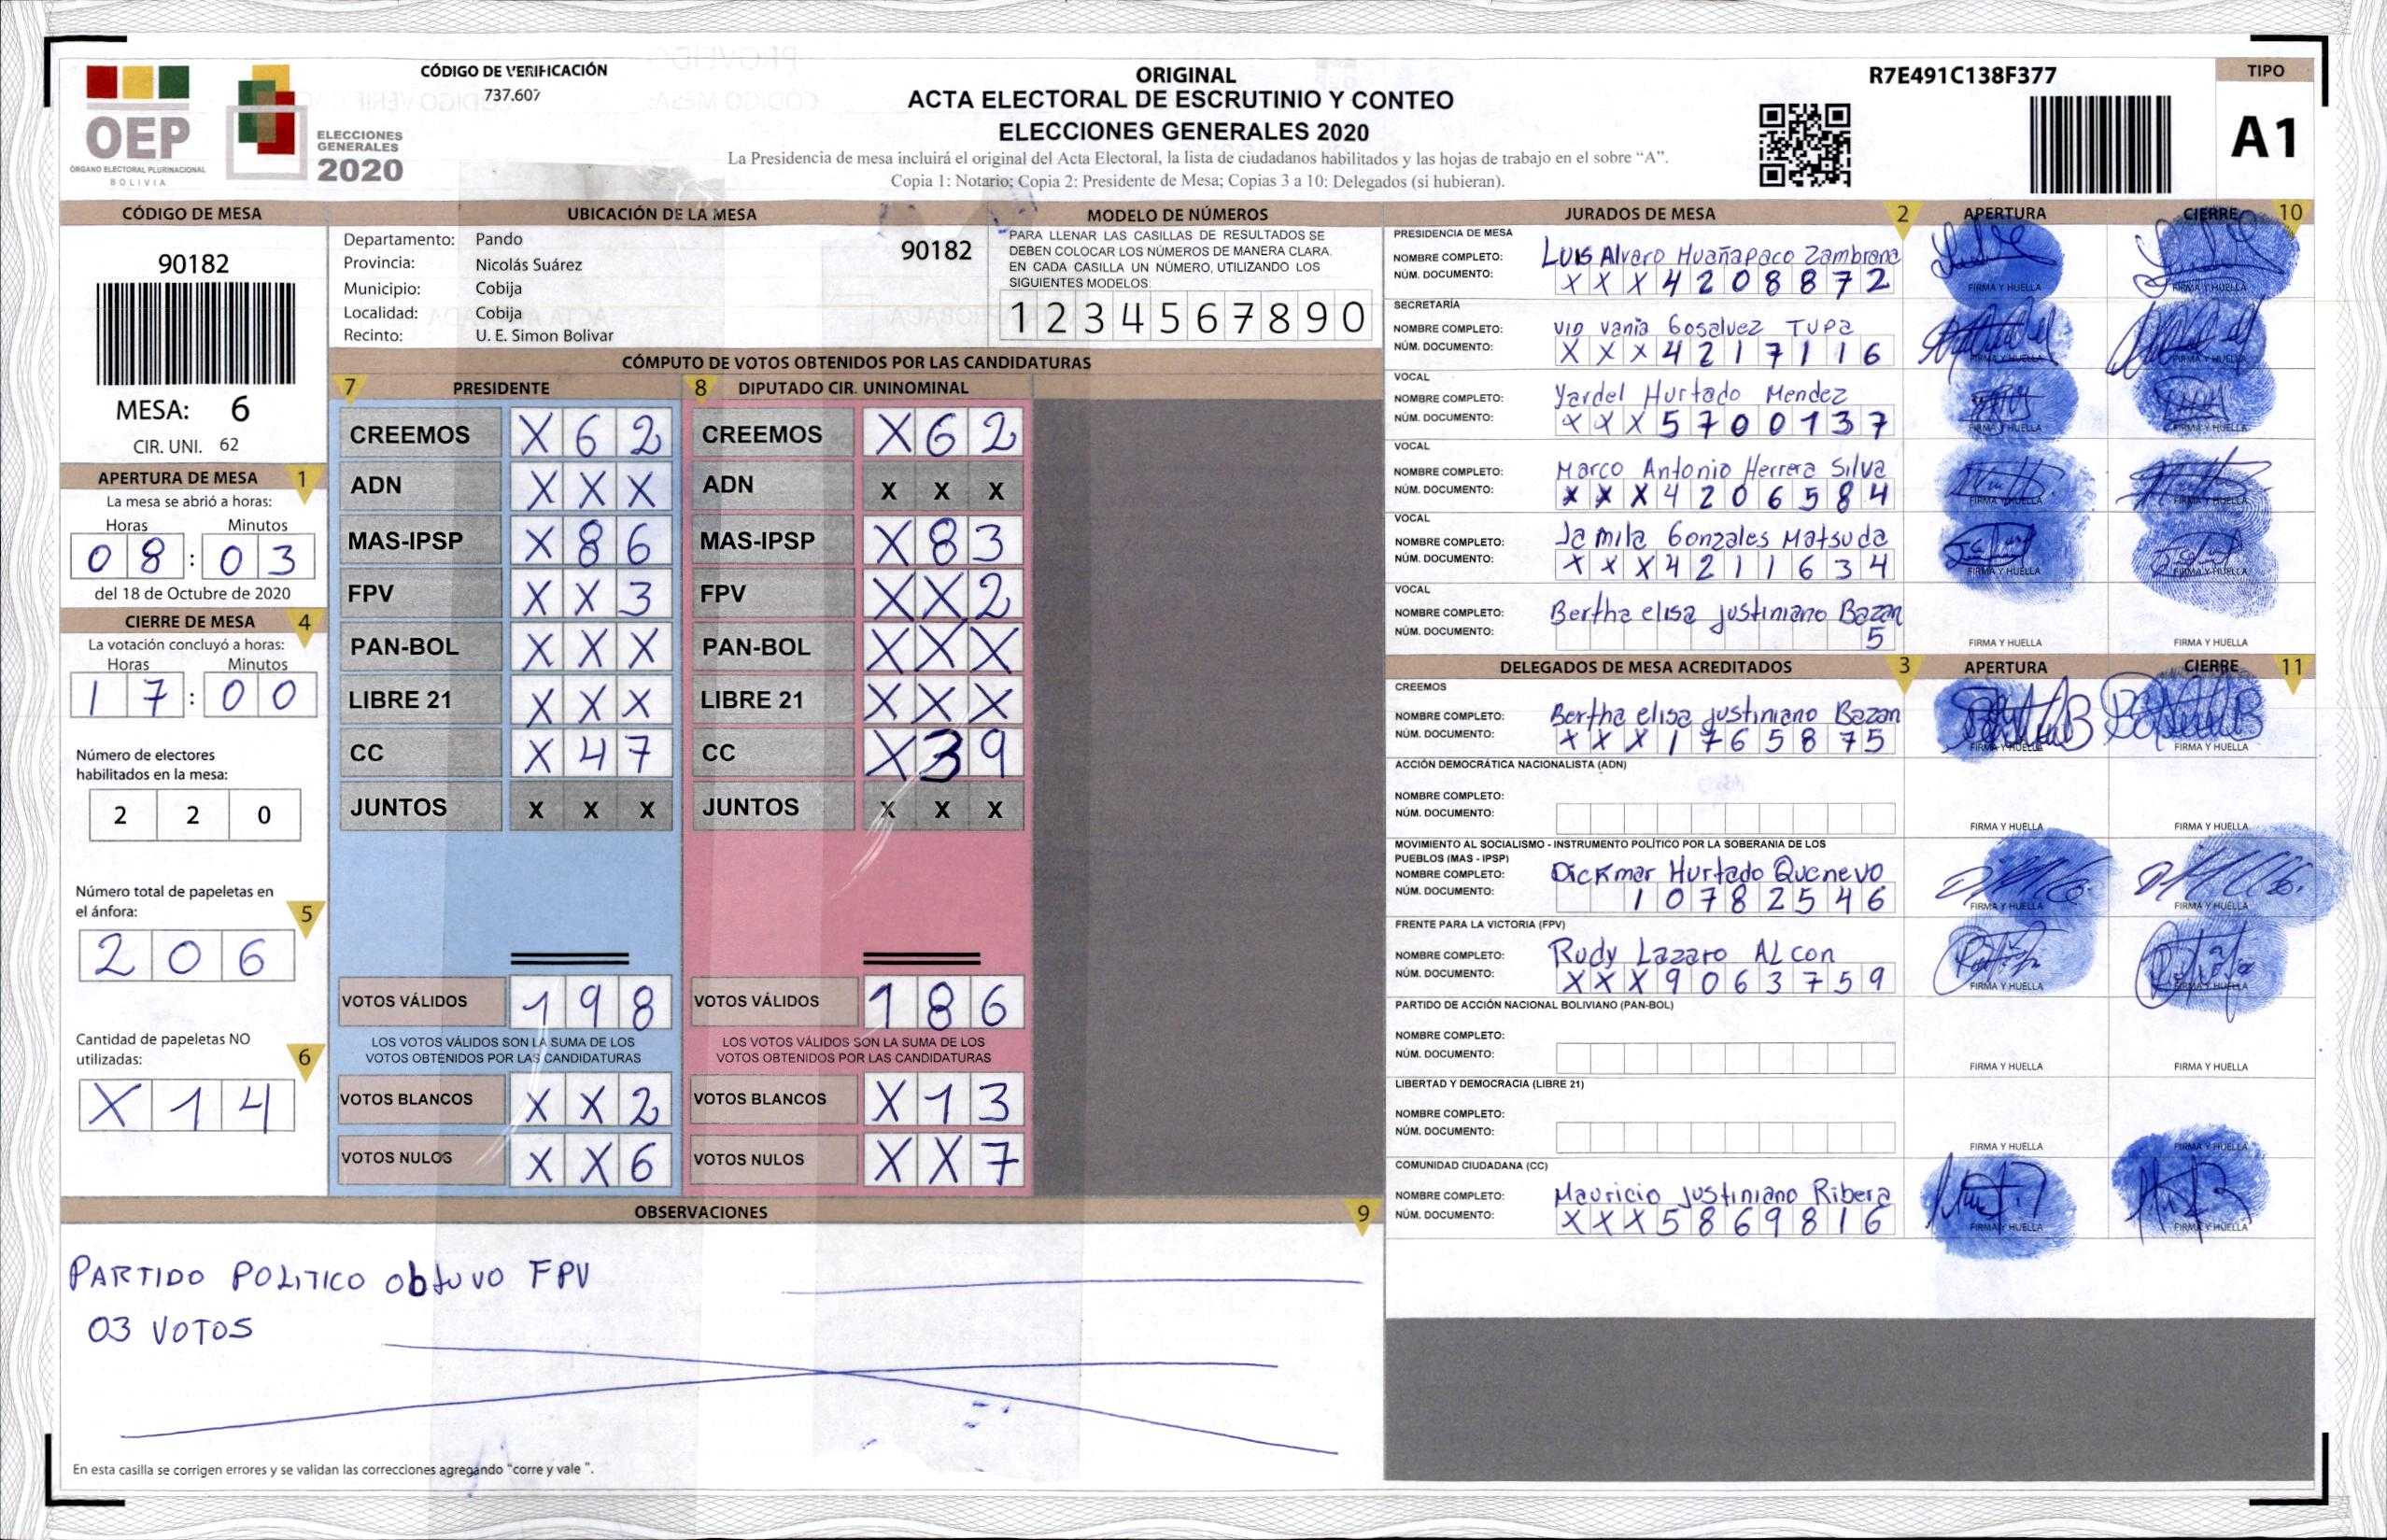 OEP
ÓRGANO ELECTORAL PLURINACIONAL
BOLIVIA
ELECCIONES
GENERALES
2020
CÓDIGO DE VERIFICACIÓN
737.607
ORIGINAL
ACTA ELECTORAL DE ESCRUTINIO Y CONTEO
ELECCIONES GENERALES 2020
La Presidencia de mesa incluirá el original del Acta Electoral, la lista de ciudadanos habilitados y las hojas de trabajo en el sobre “A”.
Copia 1: Notario; Copia 2: Presidente de Mesa; Copias 3 a 10: Delegados (si hubieran).
R7E491C138F377
TIPO
A1
CÓDIGO DE MESA
90182
MESA: 6
CIR. UNI. 62
APERTURA DE MESA 1
La mesa se abrió a horas:
Horas Minutos
0 8 : 0 3
del 18 de Octubre de 2020
CIERRE DE MESA 4
La votación concluyó a horas:
Horas Minutos
1 7 : 0 0
Número de electores
habilitados en la mesa:
2 2 0
Número total de papeletas en
el ánfora: 5
2 0 6
Cantidad de papeletas NO
utilizadas: 6
X 1 4
UBICACIÓN DE LA MESA
Departamento: Pando
Provincia: Nicolás Suárez
Municipio: Cobija
Localidad: Cobija
Recinto: U. E. Simon Bolivar
90182
MODELO DE NÚMEROS
PARA LLENAR LAS CASILLAS DE RESULTADOS SE
DEBEN COLOCAR LOS NÚMEROS DE MANERA CLARA.
EN CADA CASILLA UN NÚMERO, UTILIZANDO LOS
SIGUIENTES MODELOS:
1 2 3 4 5 6 7 8 9 0
CÓMPUTO DE VOTOS OBTENIDOS POR LAS CANDIDATURAS
7 PRESIDENTE
CREEMOS X 6 2
ADN X X X
MAS-IPSP X 8 6
FPV X X 3
PAN-BOL X X X
LIBRE 21 X X X
CC X 4 7
JUNTOS X X X
VOTOS VÁLIDOS 1 9 8
LOS VOTOS VÁLIDOS SON LA SUMA DE LOS
VOTOS OBTENIDOS POR LAS CANDIDATURAS
VOTOS BLANCOS X X 2
VOTOS NULOS X X 6
8 DIPUTADO CIR. UNINOMINAL
CREEMOS X 6 2
ADN X X X
MAS-IPSP X 8 3
FPV X X 2
PAN-BOL X X X
LIBRE 21 X X X
CC X 3 9
JUNTOS X X X
VOTOS VÁLIDOS 1 8 6
LOS VOTOS VÁLIDOS SON LA SUMA DE LOS
VOTOS OBTENIDOS POR LAS CANDIDATURAS
VOTOS BLANCOS X 1 3
VOTOS NULOS X X 7
OBSERVACIONES 9
PARTIDO POLITICO obtuvo FPV
03 VOTOS
En esta casilla se corrigen errores y se validan las correcciones agregando “corre y vale ”.
JURADOS DE MESA 2 APERTURA CIERRE 10
PRESIDENCIA DE MESA
NOMBRE COMPLETO: Luis Alvaro Huañapaco Zambrana
NÚM. DOCUMENTO: X X X 4 2 0 8 8 7 2
FIRMA Y HUELLA FIRMA Y HUELLA
SECRETARÍA
NOMBRE COMPLETO: Vania Gosalvez Tupa
NÚM. DOCUMENTO: X X X 4 2 1 7 1 1 6
FIRMA Y HUELLA FIRMA Y HUELLA
VOCAL
NOMBRE COMPLETO: Yardel Hurtado Mendez
NÚM. DOCUMENTO: X X X 5 7 0 0 1 3 7
FIRMA Y HUELLA FIRMA Y HUELLA
VOCAL
NOMBRE COMPLETO: Marco Antonio Herrera Silva
NÚM. DOCUMENTO: X X X 4 2 0 6 5 8 4
FIRMA Y HUELLA FIRMA Y HUELLA
VOCAL
NOMBRE COMPLETO: Jamila Gonzales Matsuda
NÚM. DOCUMENTO: X X X 4 2 1 1 6 3 4
FIRMA Y HUELLA FIRMA Y HUELLA
VOCAL
NOMBRE COMPLETO: Bertha elisa justiniano Bazan
NÚM. DOCUMENTO: 5
FIRMA Y HUELLA FIRMA Y HUELLA
DELEGADOS DE MESA ACREDITADOS 3 APERTURA CIERRE 11
CREEMOS
NOMBRE COMPLETO: Bertha elisa justiniano Bazan
NÚM. DOCUMENTO: X X X 1 7 6 5 8 7 5
FIRMA Y HUELLA FIRMA Y HUELLA
ACCIÓN DEMOCRÁTICA NACIONALISTA (ADN)
NOMBRE COMPLETO:
NÚM. DOCUMENTO:
FIRMA Y HUELLA FIRMA Y HUELLA
MOVIMIENTO AL SOCIALISMO - INSTRUMENTO POLÍTICO POR LA SOBERANIA DE LOS
PUEBLOS (MAS - IPSP)
NOMBRE COMPLETO: Dickmar Hurtado Quenevo
NÚM. DOCUMENTO: 1 0 7 8 2 5 4 6
FIRMA Y HUELLA FIRMA Y HUELLA
FRENTE PARA LA VICTORIA (FPV)
NOMBRE COMPLETO: Rudy Lazaro ALcon
NÚM. DOCUMENTO: X X X 9 0 6 3 7 5 9
FIRMA Y HUELLA FIRMA Y HUELLA
PARTIDO DE ACCIÓN NACIONAL BOLIVIANO (PAN-BOL)
NOMBRE COMPLETO:
NÚM. DOCUMENTO:
FIRMA Y HUELLA FIRMA Y HUELLA
LIBERTAD Y DEMOCRACIA (LIBRE 21)
NOMBRE COMPLETO:
NÚM. DOCUMENTO:
FIRMA Y HUELLA FIRMA Y HUELLA
COMUNIDAD CIUDADANA (CC)
NOMBRE COMPLETO: Mauricio justiniano Ribera
NÚM. DOCUMENTO: X X X 5 8 6 9 8 1 6
FIRMA Y HUELLA FIRMA Y HUELLA